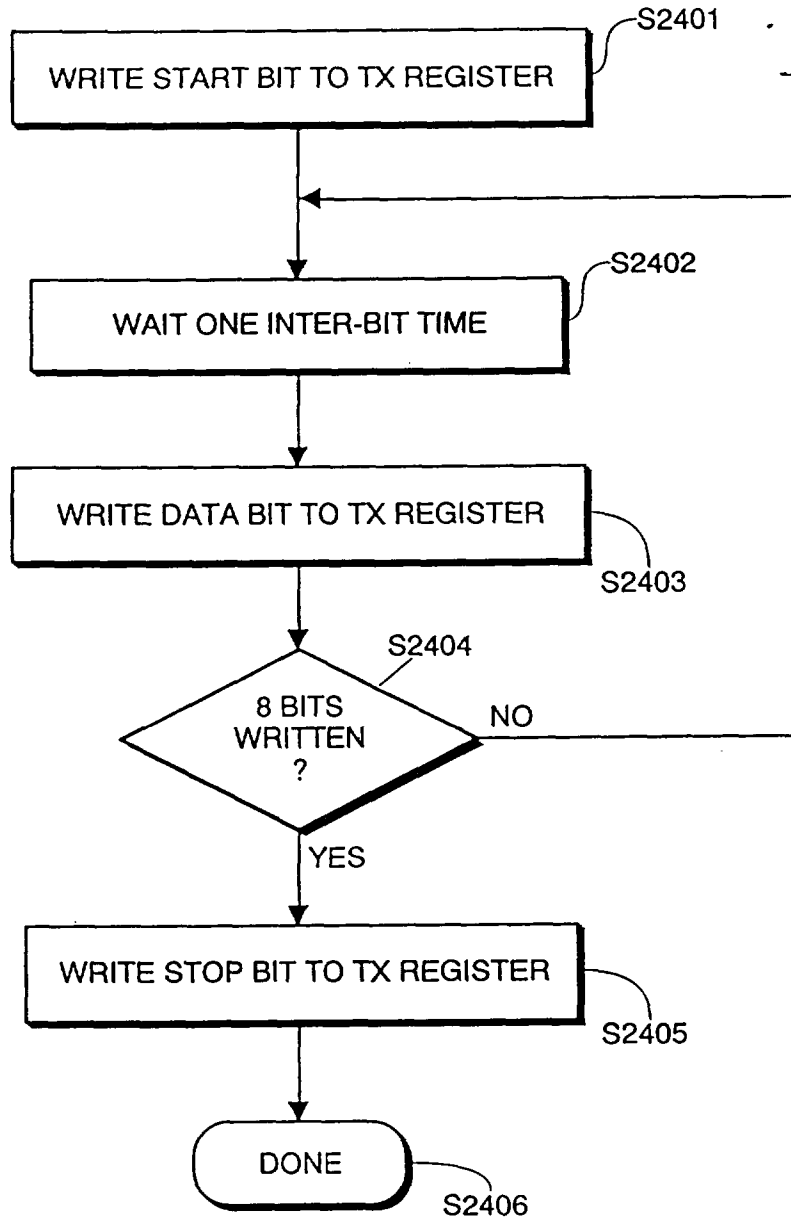 S2401
WRITE START BIT TO TX REGISTER
S2402
WAIT ONE INTER-BIT TIME
WRITE DATA BIT TO TX REGISTER
S2403
S2404
8 BITS
WRITTEN
?
NO
YES
WRITE STOP BIT TO TX REGISTER
S2405
DONE
S2406